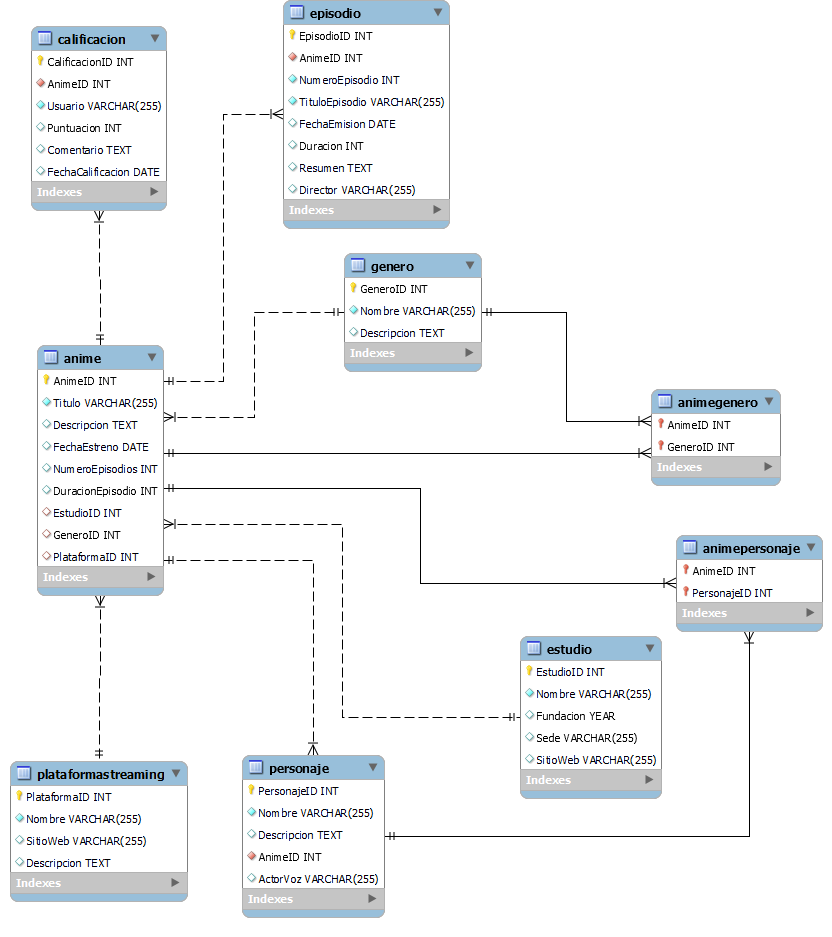 calificacion
CalificacionID INT
AnimeID INT
Usuario VARCHAR(255)
Puntuacion INT
Comentario TEXT
FechaCalificacion DATE
Indexes
episodio
EpisodioID INT
AnimeID INT
NumeroEpisodio INT
TituloEpisodio VARCHAR(255)
FechaEmision DATE
Duracion INT
Resumen TEXT
Director VARCHAR(255)
Indexes
genero
GeneroID INT
Nombre VARCHAR(255)
Descripcion TEXT
Indexes
anime
AnimeID INT
Titulo VARCHAR(255)
Descripcion TEXT
FechaEstreno DATE
NumeroEpisodios INT
DuracionEpisodio INT
EstudioID INT
GeneroID INT
PlataformaID INT
Indexes
animegenero
AnimeID INT
GeneroID INT
Indexes
animepersonaje
AnimeID INT
PersonajeID INT
Indexes
estudio
EstudioID INT
Nombre VARCHAR(255)
Fundacion YEAR
Sede VARCHAR(255)
SitioWeb VARCHAR(255)
Indexes
plataformastreaming
PlataformaID INT
Nombre VARCHAR(255)
SitioWeb VARCHAR(255)
Descripcion TEXT
Indexes
personaje
PersonajeID INT
Nombre VARCHAR(255)
Descripcion TEXT
AnimeID INT
ActorVoz VARCHAR(255)
Indexes